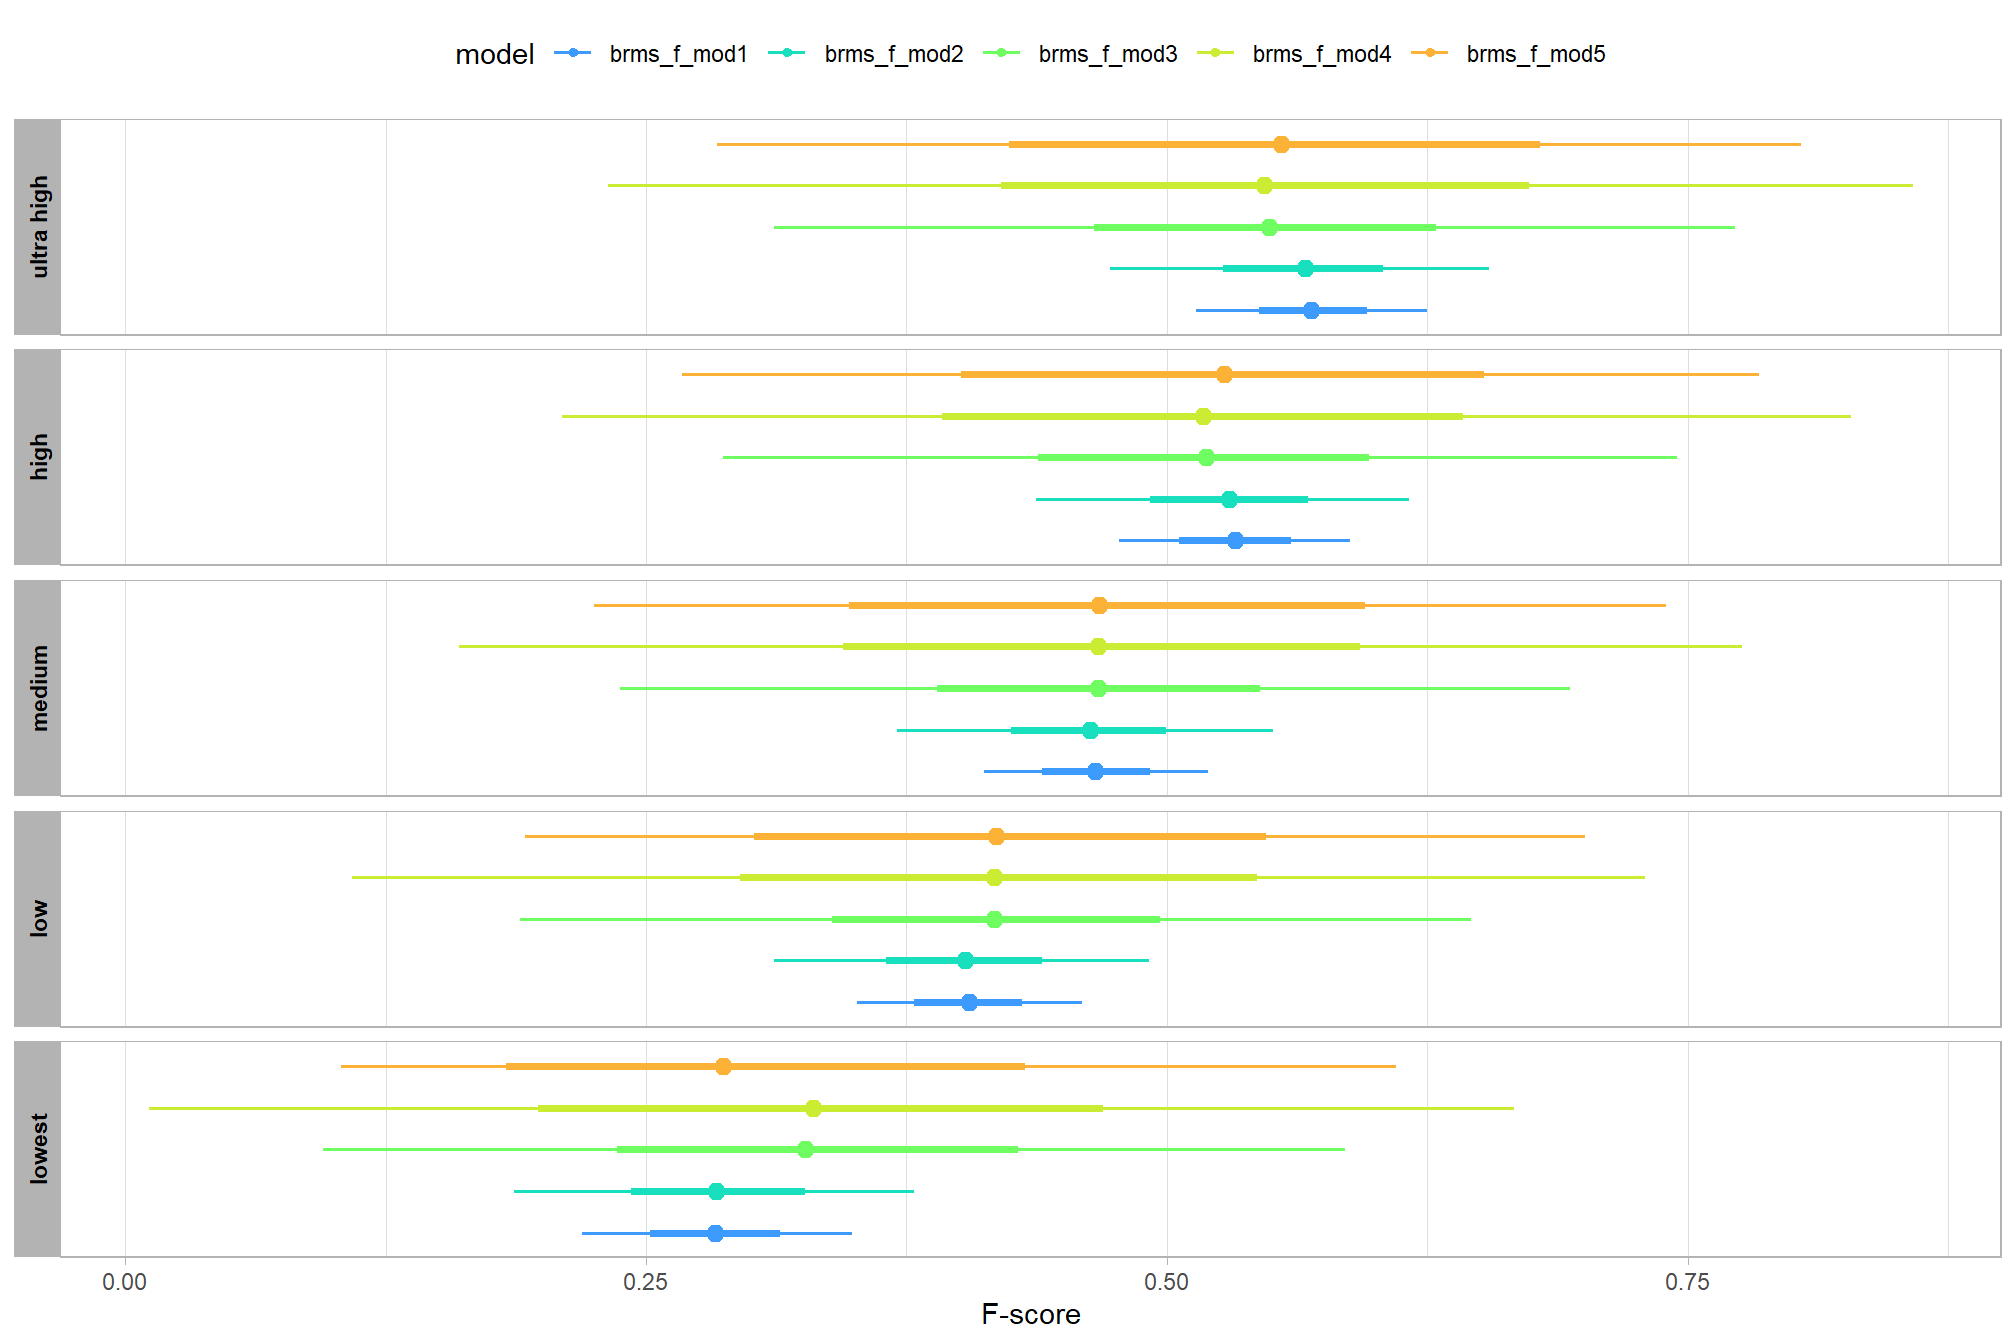 model brms_f_mod1 brms_f_mod2 brms_f_mod3 brms_f_mod4 brms_f_mod5
ultra high
high
medium
low
lowest
0.00 0.25 0.50 0.75
F-score